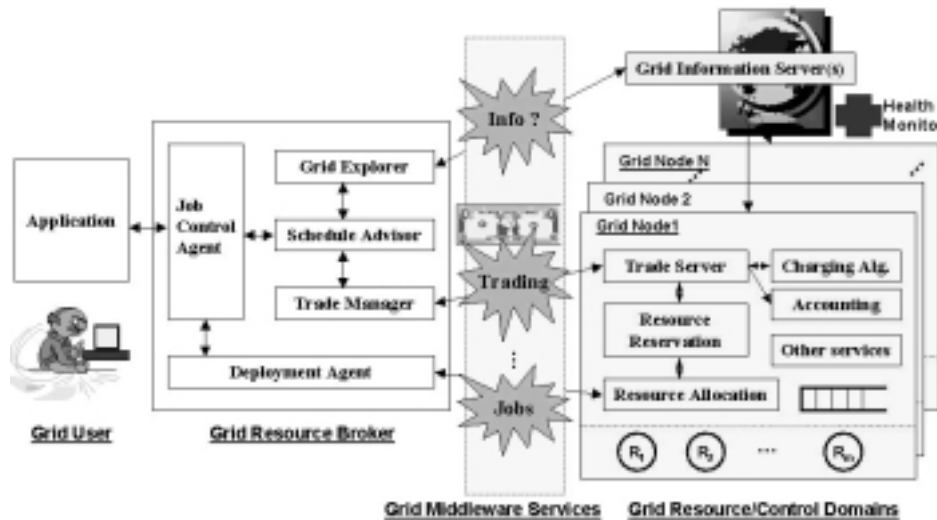 Grid Information Server(s)
Health
Monito
Info ?
Grid Node N
Grid Explorer
Grid Node 2
Application
Job
Control
Agent
Schedule Advisor
Grid Node1
Trade Server
Charging Alg.
Trading
Trade Manager
Accounting
Resource
Reservation
Other services
Deployment Agent
Jobs
Resource Allocation
Grid User
Grid Resource Broker
R1
R2
...
Rm
Grid Middleware Services
Grid Resource/Control Domains